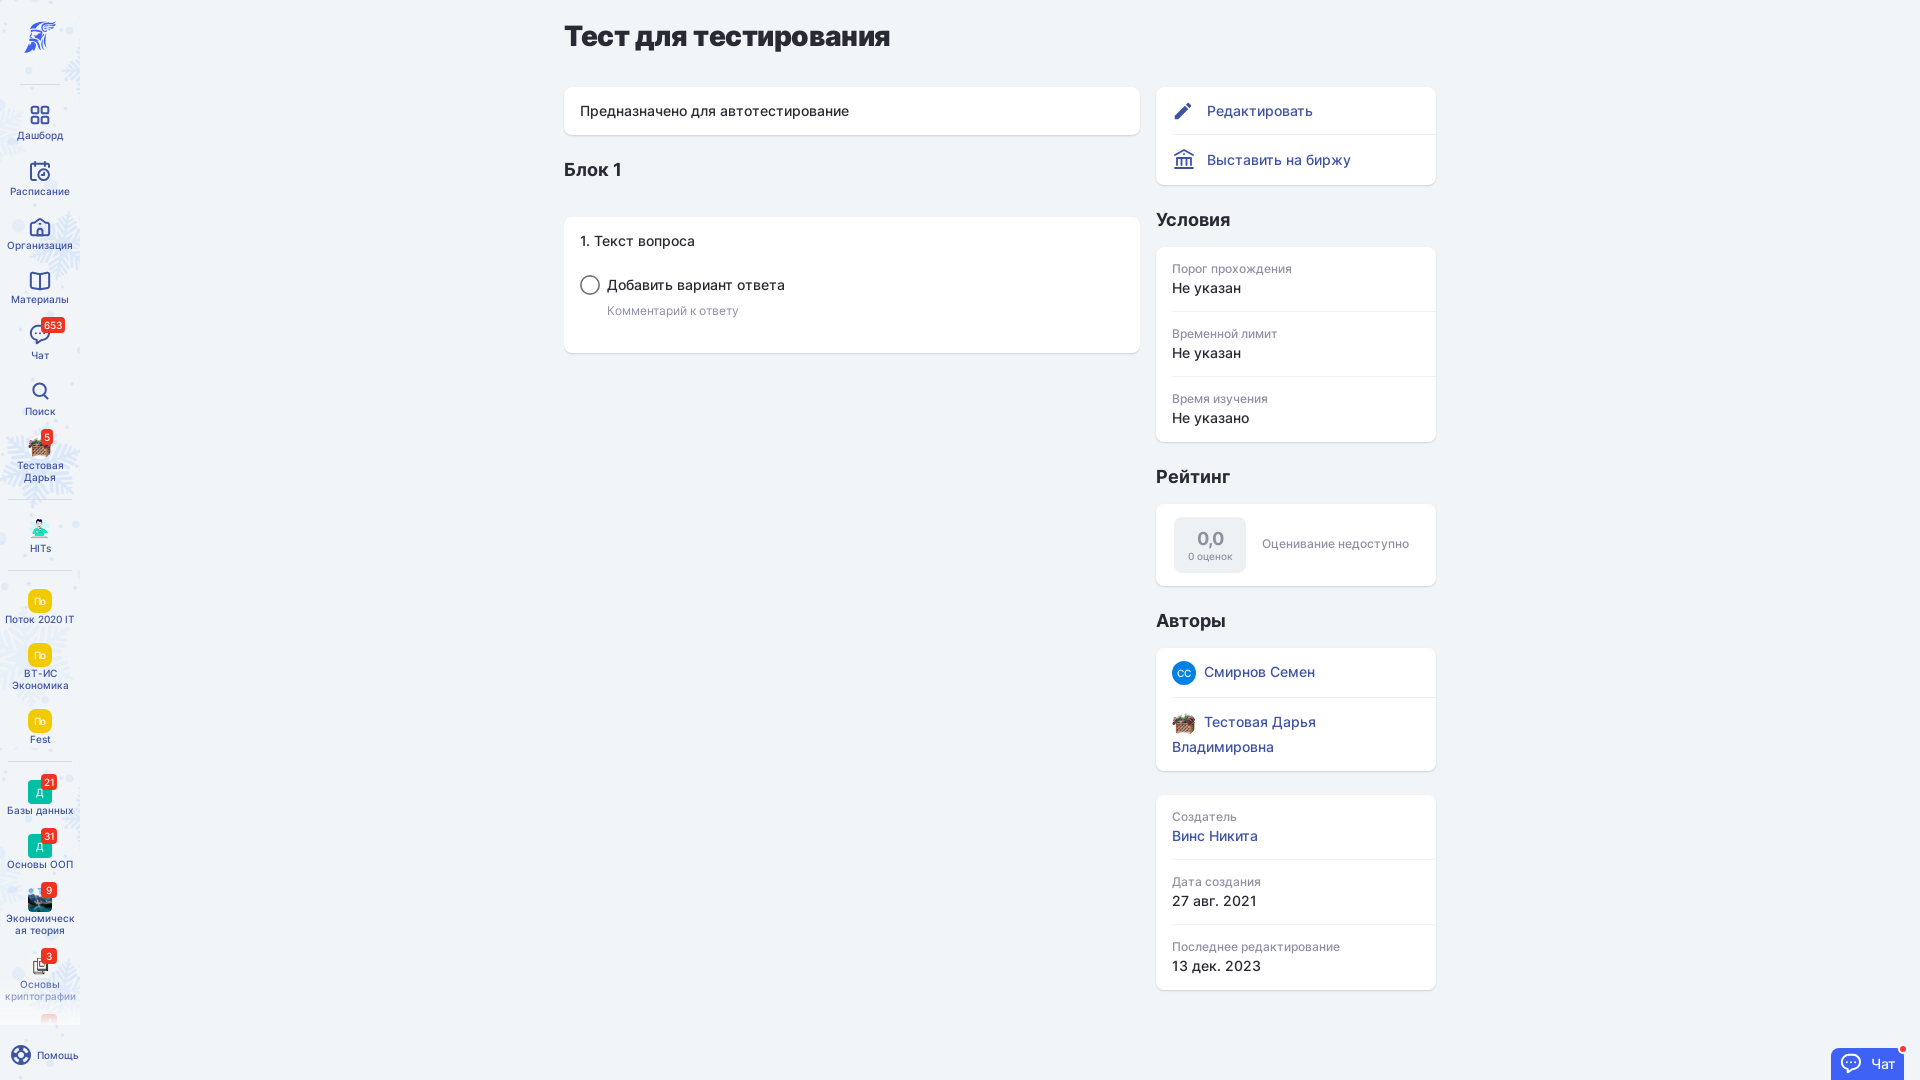 Дашборд
Расписание
Организация
Материалы
653
Чат
Поиск
5
Тестовая
Дарья
HITs
По
Поток 2020 IT
По
ВТ-ИС
Экономика
По
Fest
21
Д
Базы данных
31
Д
Основы ООП
9
Экономическ
ая теория
3
Основы
криптографии
Помощь
Тест для тестирования
Предназначено для автотестирование
Блок 1
1. Текст вопроса
Добавить вариант ответа
Комментарий к ответу
Редактировать
Выставить на биржу
Условия
Порог прохождения
Не указан
Временной лимит
Не указан
Время изучения
Не указано
Рейтинг
0,0
0 оценок
Оценивание недоступно
Авторы
СС
Смирнов Семен
Тестовая Дарья
Владимировна
Создатель
Винс Никита
Дата создания
27 авг. 2021
Последнее редактирование
13 дек. 2023
Чат